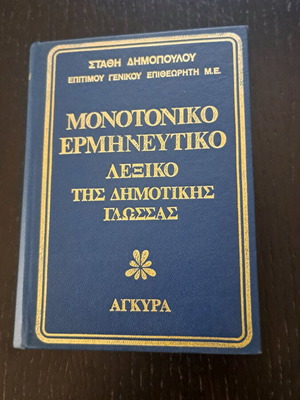 ΣΤΑΘΗ ΔΗΜΟΠΟΥΛΟΥ
ΕΠΙΤΙΜΟΥ ΓΕΝΙΚΟΥ ΕΠΙΘΕΩΡΗΤΗ Μ.Ε.
ΜΟΝΟΤΟΝΙΚΟ
ΕΡΜΗΝΕΥΤΙΚΟ
ΛΕΞΙΚΟ
ΤΗΣ ΔΗΜΟΤΙΚΗΣ
ΓΛΩΣΣΑΣ
ΑΓΚΥΡΑ